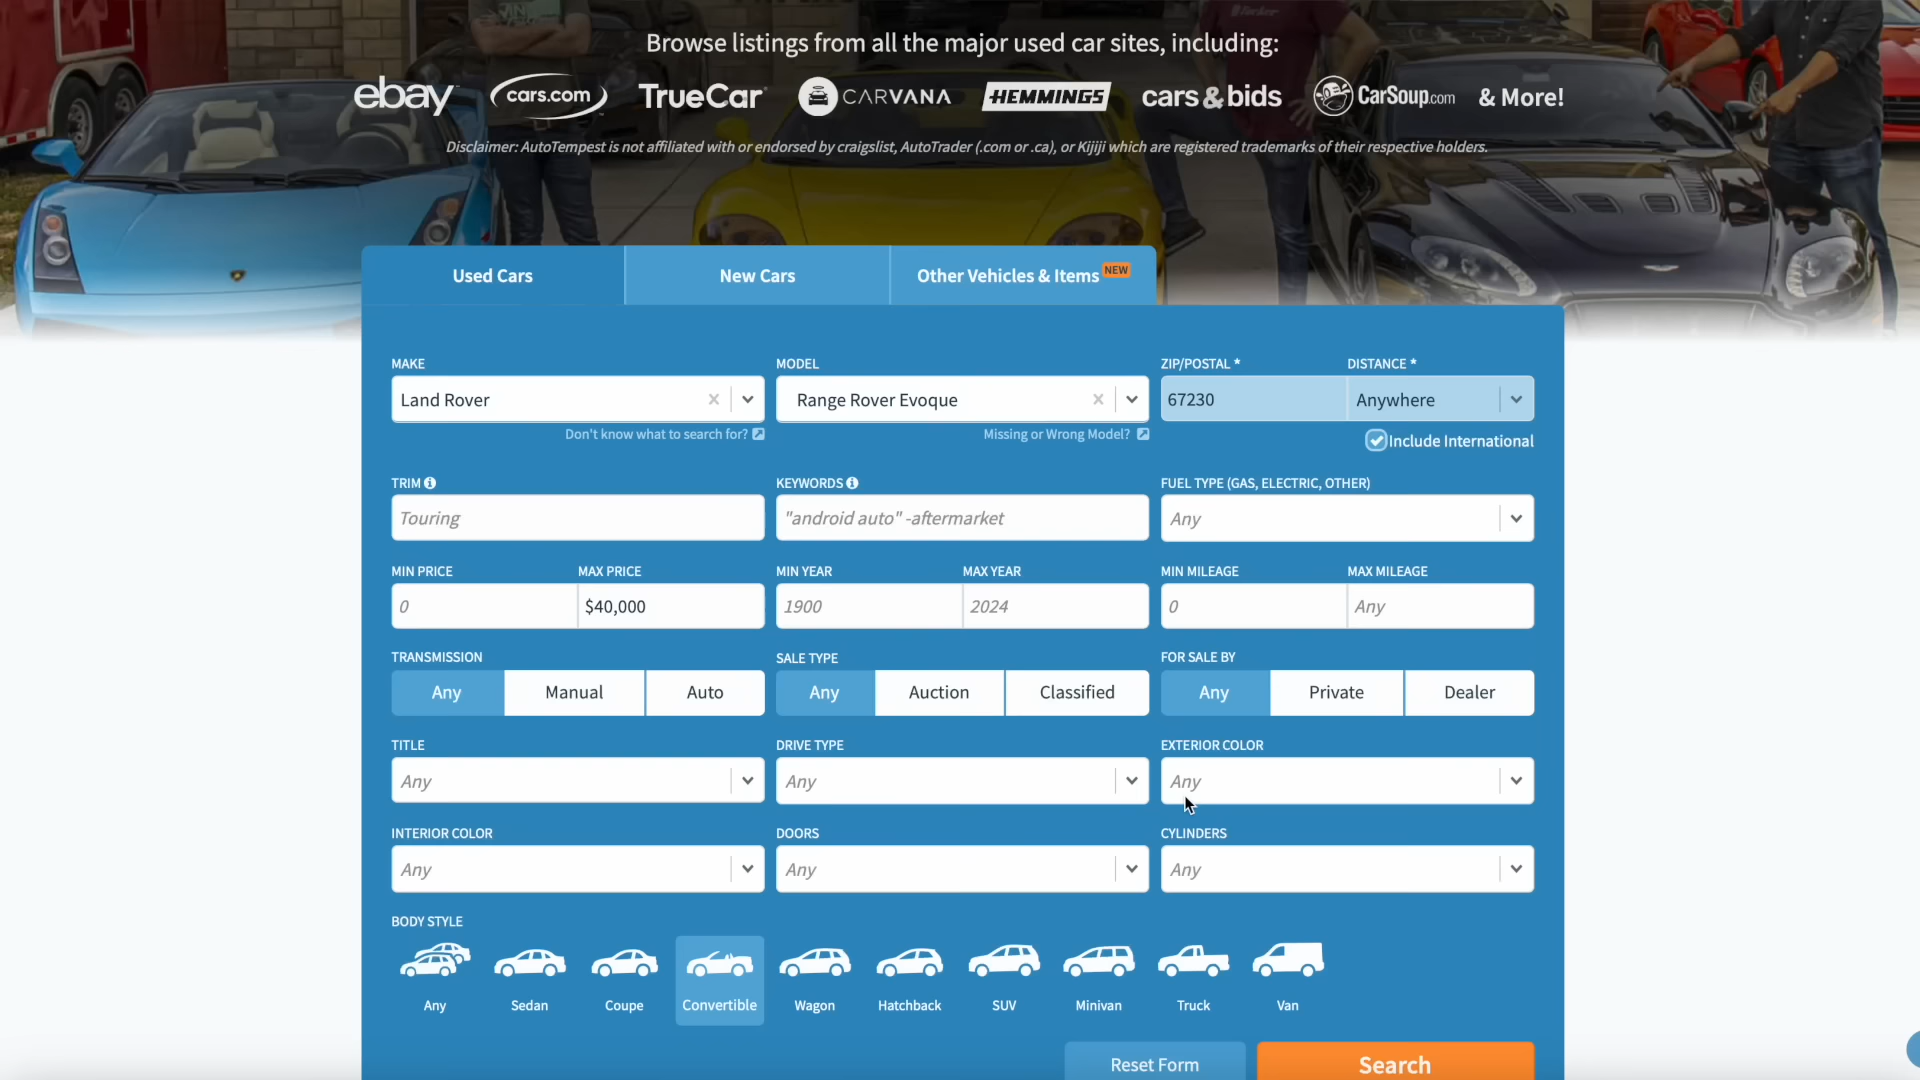 Browse listings from all the major used car sites, including:
ebay cars.com TrueCar CARVANA HEMMINGS cars & bids CarSoup.com & More!
Disclaimer: AutoTempest is not affiliated with or endorsed by craigslist, AutoTrader (.com or .ca), or Kijiji which are registered trademarks of their respective holders.
Used Cars New Cars Other Vehicles & Items NEW
MAKE MODEL ZIP/POSTAL * DISTANCE *
Land Rover Range Rover Evoque 67230 Anywhere
Don't know what to search for? Missing or Wrong Model? Include International
TRIM KEYWORDS FUEL TYPE (GAS, ELECTRIC, OTHER)
Touring "android auto" -aftermarket Any
MIN PRICE MAX PRICE MIN YEAR MAX YEAR MIN MILEAGE MAX MILEAGE
0 $40,000 1900 2024 0 Any
TRANSMISSION SALE TYPE FOR SALE BY
Any Manual Auto Any Auction Classified Any Private Dealer
TITLE DRIVE TYPE EXTERIOR COLOR
Any Any Any
INTERIOR COLOR DOORS CYLINDERS
Any Any Any
BODY STYLE
Any Sedan Coupe Convertible Wagon Hatchback SUV Minivan Truck Van
Reset Form Search